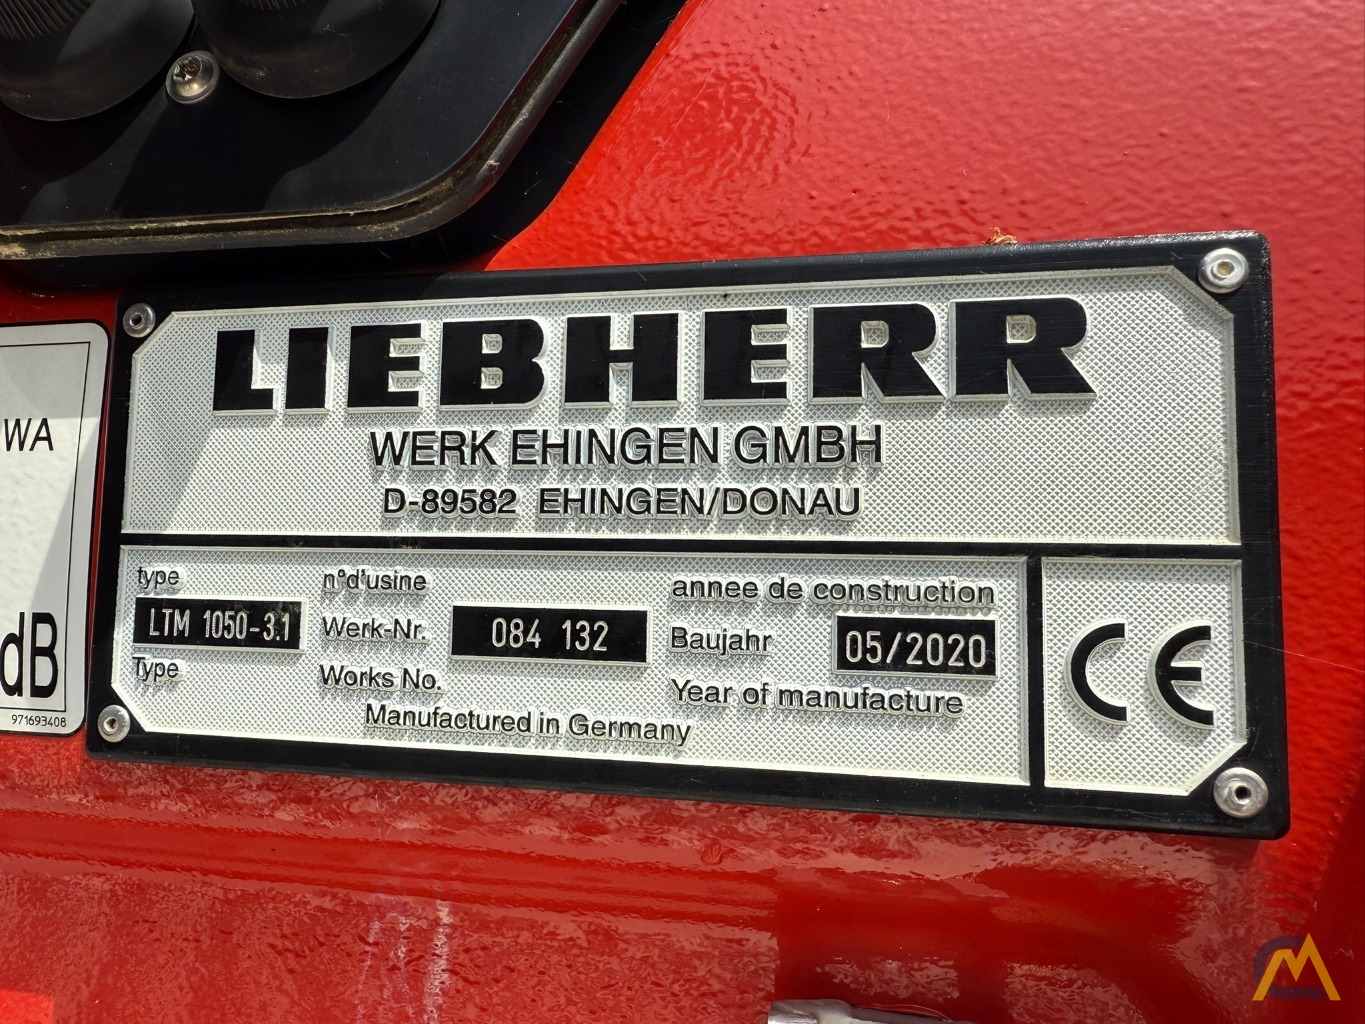 LIEBHERR
WERK EHINGEN GMBH
D-89582 EHINGEN/DONAU
type
LTM 1050-3.1
Type
n°d'usine
Werk-Nr. 084 132
Works No.
annee de construction
Baujahr 05/2020
Year of manufacture
Manufactured in Germany
CE
WA
dB
971693408